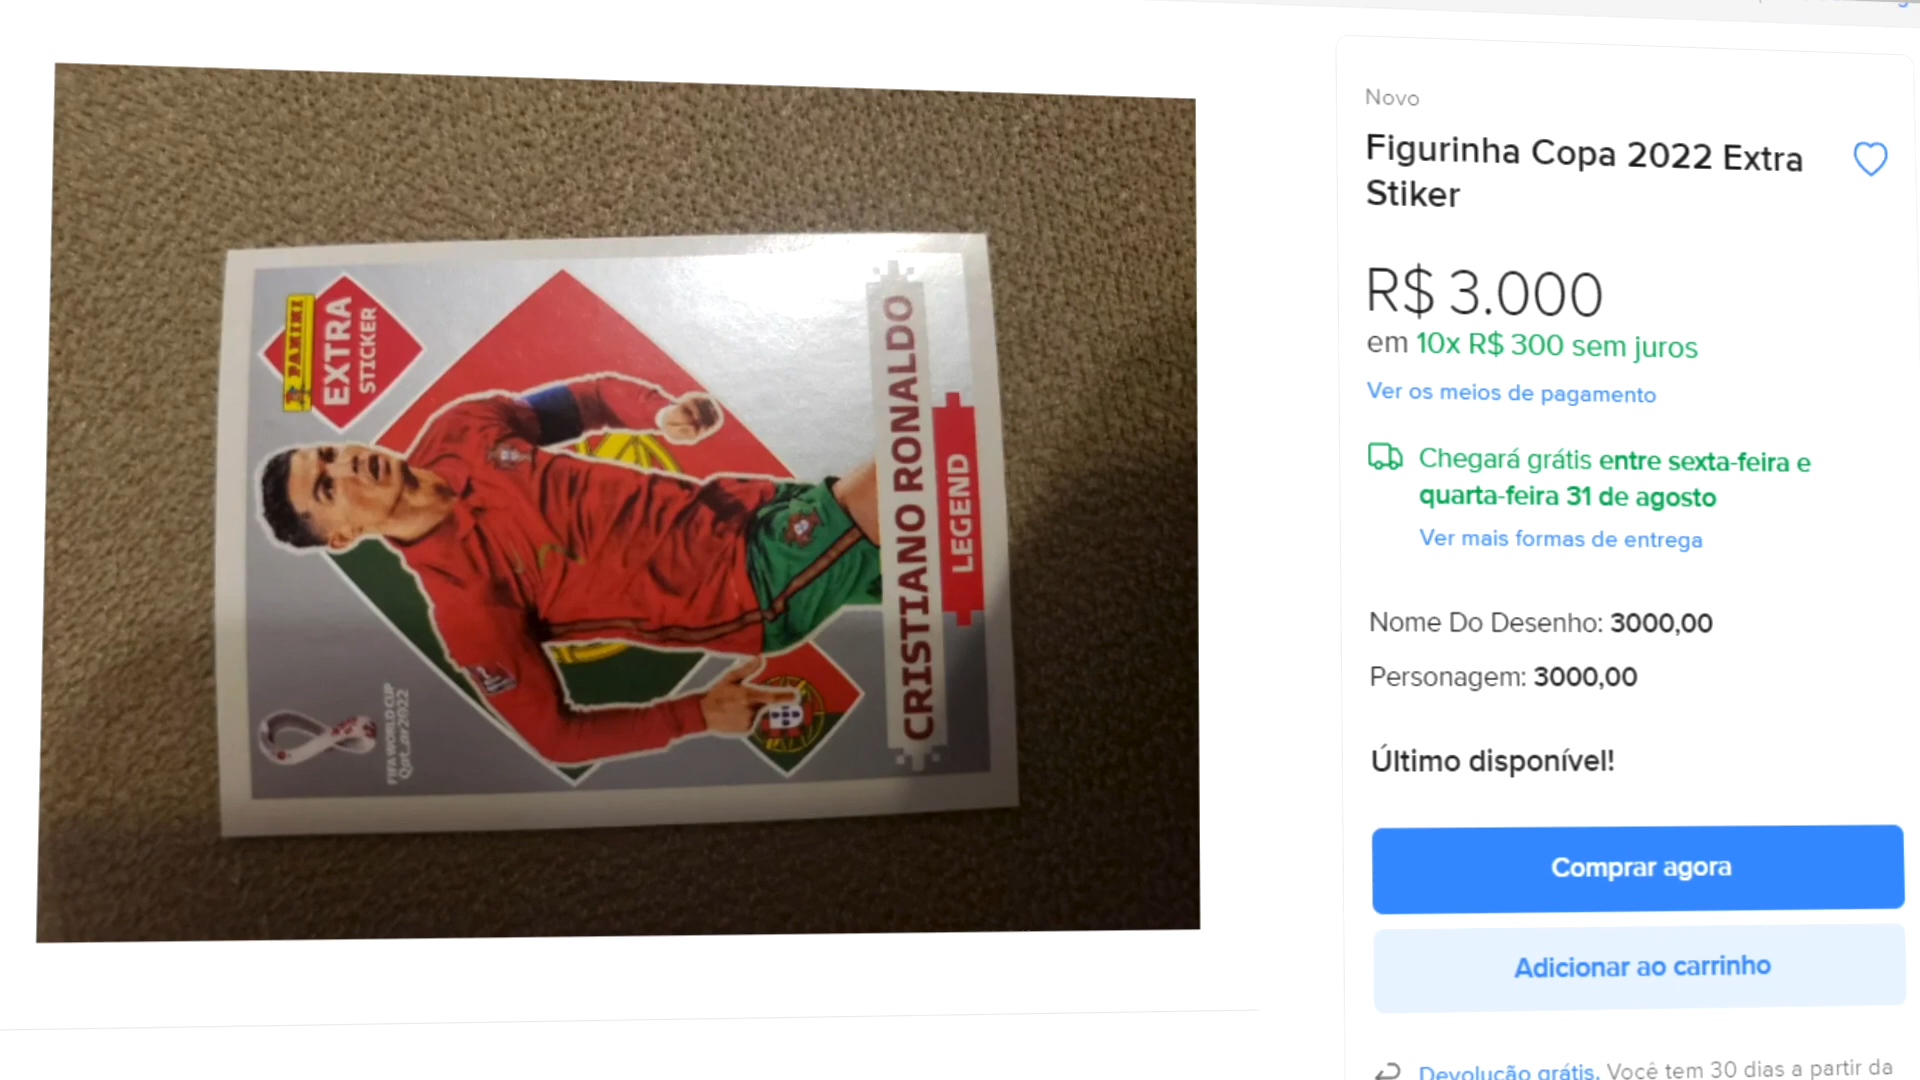 PANINI
EXTRA
STICKER
FIFA WORLD CUP
Qatar2022
CRISTIANO RONALDO
LEGEND
Novo
Figurinha Copa 2022 Extra
Stiker
R$ 3.000
em 10x R$ 300 sem juros
Ver os meios de pagamento
Chegará grátis entre sexta-feira e
quarta-feira 31 de agosto
Ver mais formas de entrega
Nome Do Desenho: 3000,00
Personagem: 3000,00
Último disponível!
Comprar agora
Adicionar ao carrinho
Devolução grátis. Você tem 30 dias a partir da